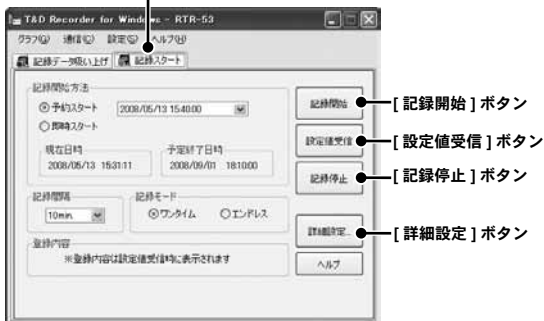 T&D Recorder for Windows - RTR-53
グラフ(G) 通信(C) 設定(S) ヘルプ(H)
記録データ吸い上げ 記録スタート
記録開始方法
予約スタート 2008/05/13 15:40:00
即時スタート
現在日時 予定終了日時
2008/05/13 15:31:11 2008/09/01 18:10:00
記録間隔 記録モード
10min. ワンタイム エンドレス
登録内容
※登録内容は設定値受信時に表示されます
記録開始 [ 記録開始 ] ボタン
設定値受信 [ 設定値受信 ] ボタン
記録停止 [ 記録停止 ] ボタン
詳細設定... [ 詳細設定 ] ボタン
ヘルプ